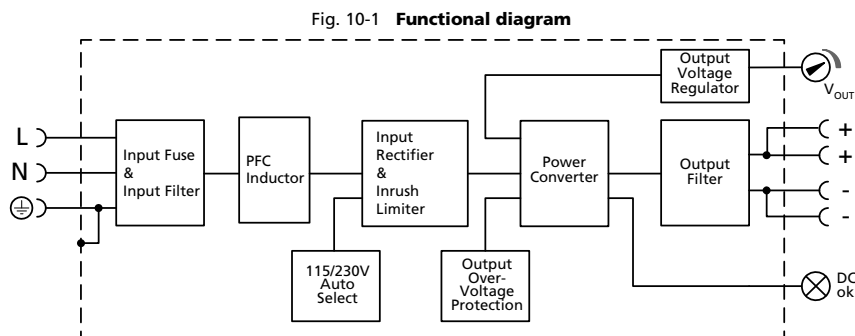 Fig. 10-1 Functional diagram
Output
Voltage
Regulator
V_OUT
L
N
Input Fuse
&
Input Filter
PFC
Inductor
Input
Rectifier
&
Inrush
Limiter
Power
Converter
Output
Filter
+
+
-
-
115/230V
Auto
Select
Output
Over-
Voltage
Protection
DC
ok